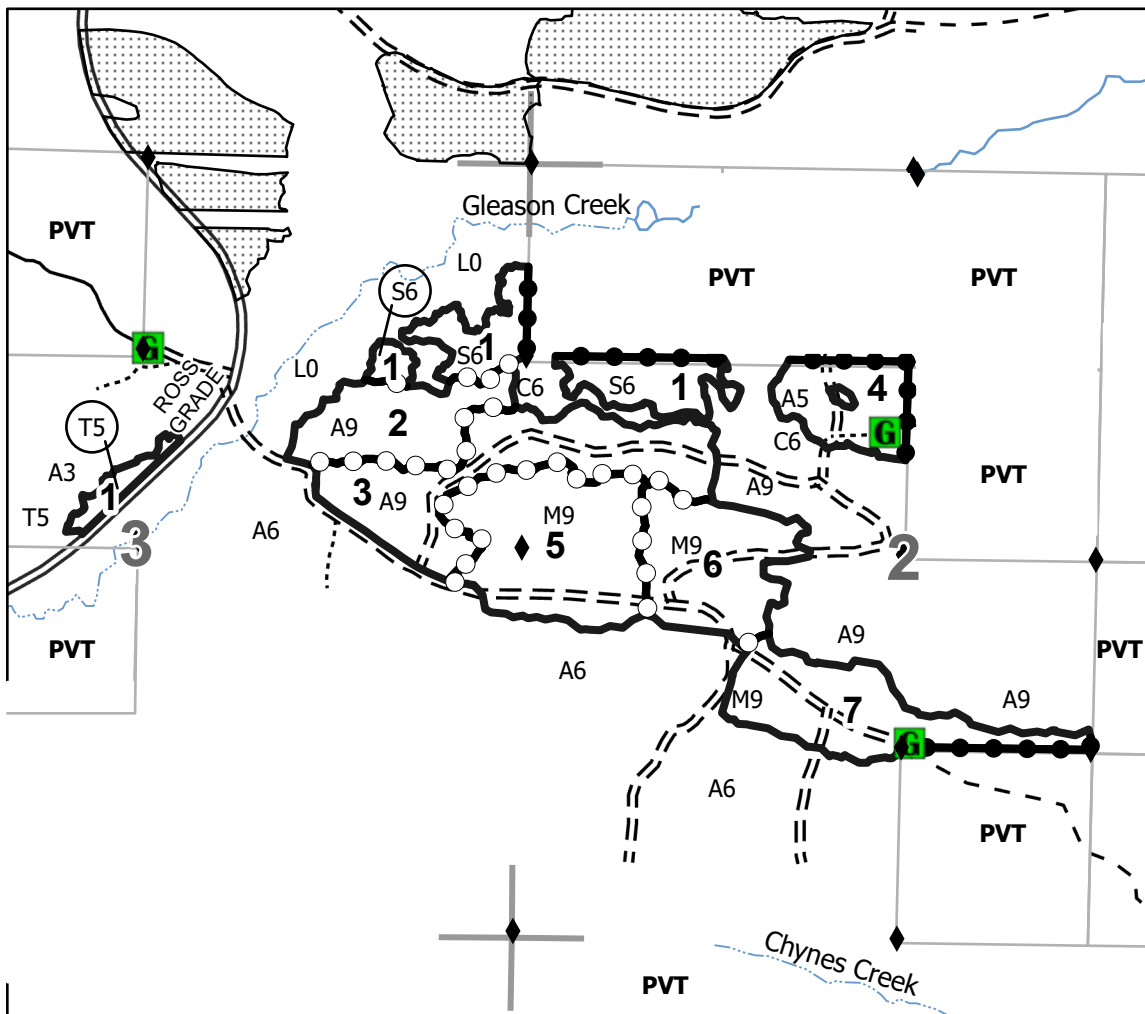 Gleason Creek
PVT
L0
PVT
PVT
S6
1
S6
1
G
L0
ROSS
GRADE
C6
S6
1
A5
4
T5
A9
2
C6
G
A3
1
PVT
3
A9
A9
T5
M9
3
A6
5
M9
6
2
PVT
A9
PVT
A6
M9
7
A9
G
A6
PVT
Chynes Creek
PVT